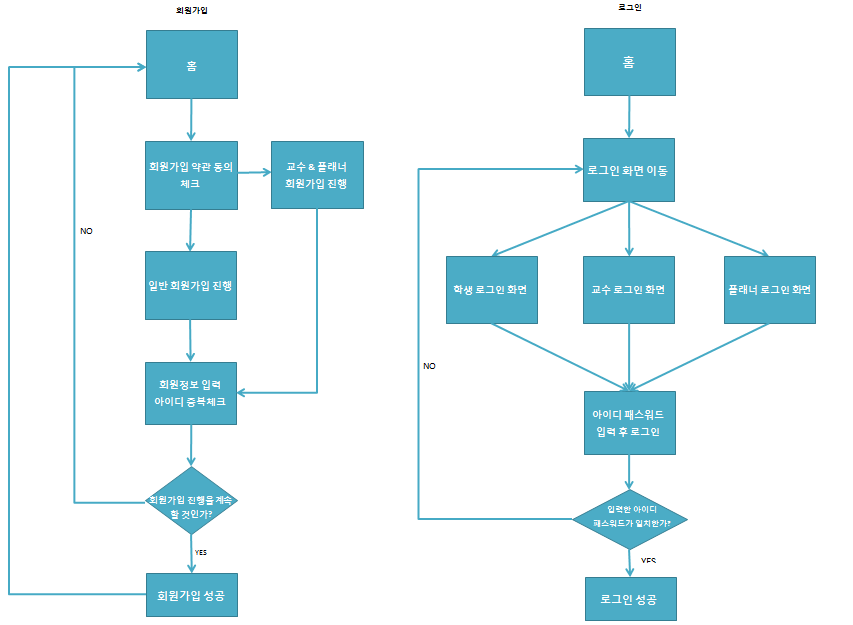 회원가입
홈
회원가입 약관 동의
체크
교수 & 플래너
회원가입 진행
NO
일반 회원가입 진행
회원정보 입력
아이디 중복체크
회원가입 진행을 계속
할 것인가?
YES
회원가입 성공
로그인
홈
로그인 화면 이동
학생 로그인 화면
교수 로그인 화면
플래너 로그인 화면
NO
아이디 패스워드
입력 후 로그인
입력한 아이디
패스워드가 일치한가?
YES
로그인 성공